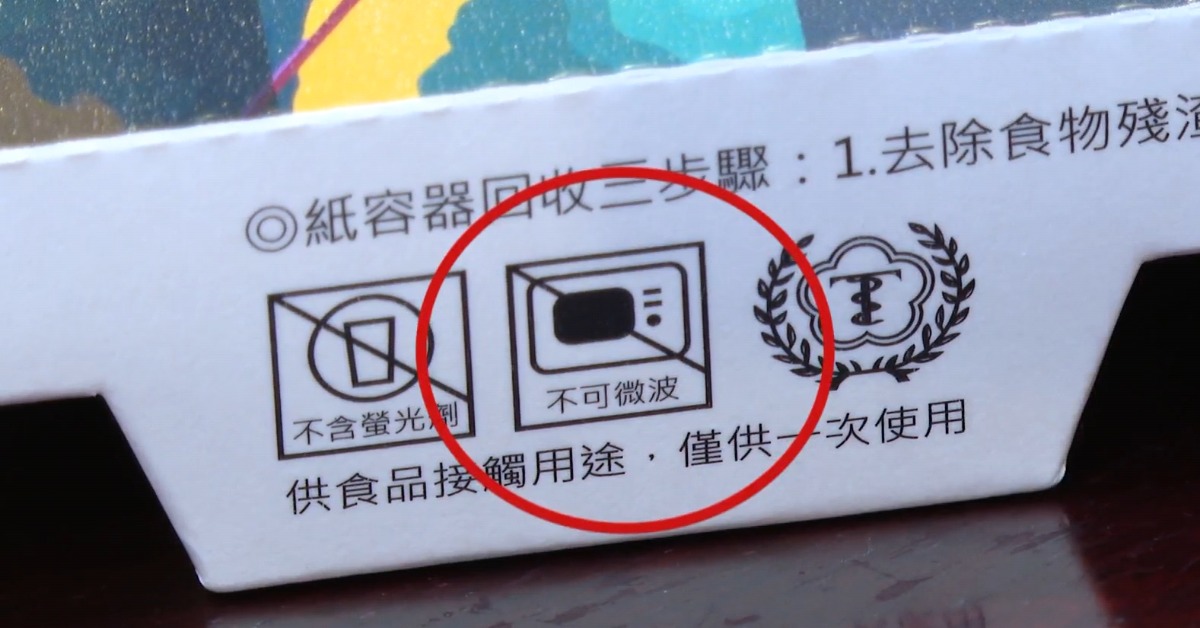 ◎紙容器回收三步驟：1.去除食物殘渣
不含螢光劑
不可微波
供食品接觸用途，僅供一次使用